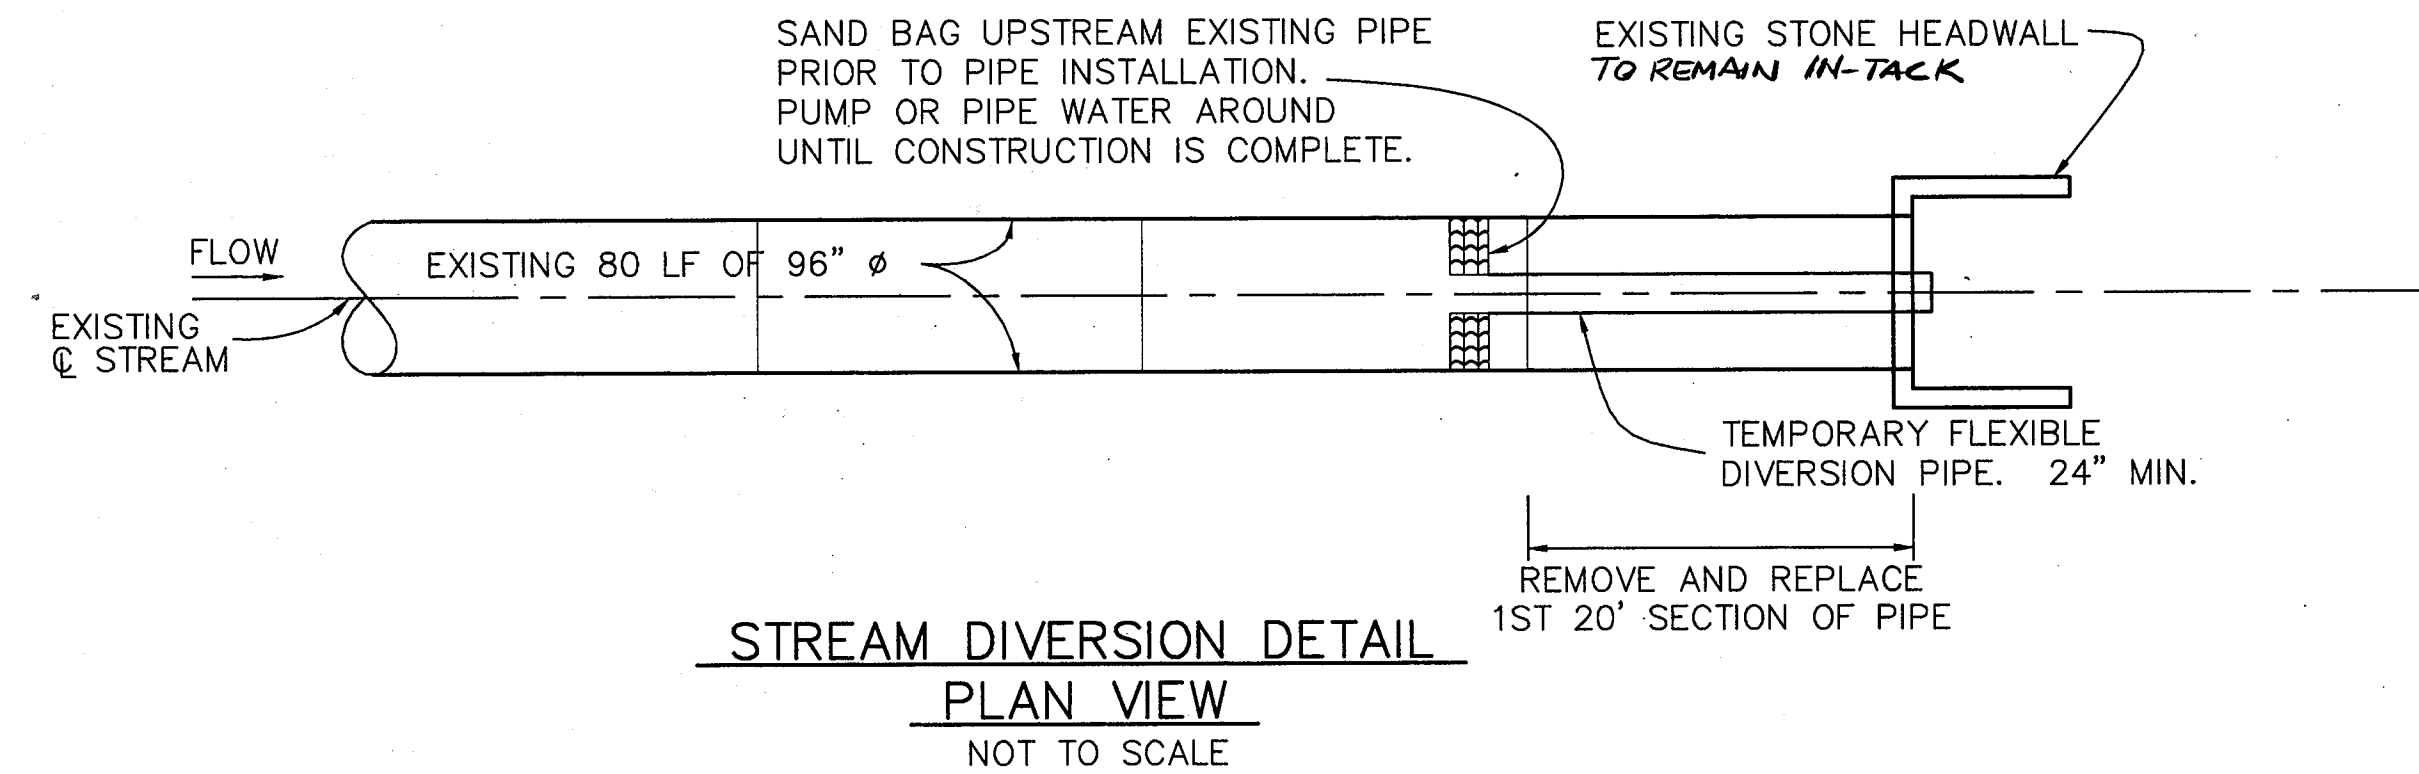 SAND BAG UPSTREAM EXISTING PIPE
PRIOR TO PIPE INSTALLATION.
PUMP OR PIPE WATER AROUND
UNTIL CONSTRUCTION IS COMPLETE.
EXISTING STONE HEADWALL
TO REMAIN IN-TACK
FLOW
EXISTING 80 LF OF 96" ø
EXISTING
℄ STREAM
TEMPORARY FLEXIBLE
DIVERSION PIPE. 24" MIN.
REMOVE AND REPLACE
1ST 20' SECTION OF PIPE
STREAM DIVERSION DETAIL
PLAN VIEW
NOT TO SCALE